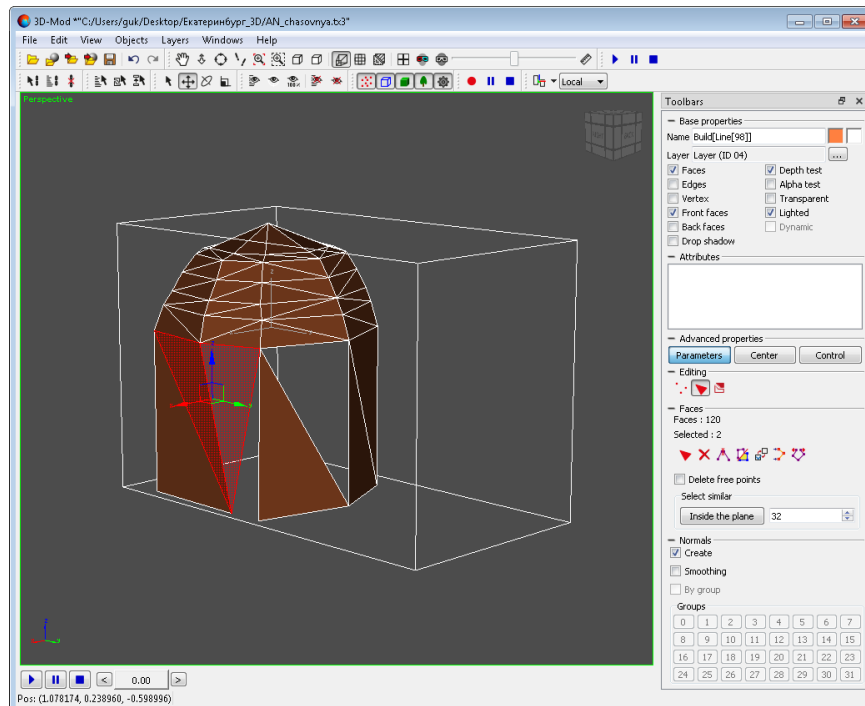 3D-Mod *"C:/Users/guk/Desktop/Екатеринбург_3D/AN_chasovnya.tx3"
File Edit View Objects Layers Windows Help
100%
Local
Perspective
Toolbars
Base properties
Name Build[Line[98]]
Layer Layer (ID 04) ...
Faces Depth test
Edges Alpha test
Vertex Transparent
Front faces Lighted
Back faces Dynamic
Drop shadow
Attributes
Advanced properties
Parameters Center Control
Editing
Faces
Faces : 120
Selected : 2
Delete free points
Select similar
Inside the plane 32
Normals
Create
Smoothing
By group
Groups
0 1 2 3 4 5 6 7
8 9 10 11 12 13 14 15
16 17 18 19 20 21 22 23
24 25 26 27 28 29 30 31
z
< 0.00 >
Pos: (1.078174, 0.238960, -0.598996)